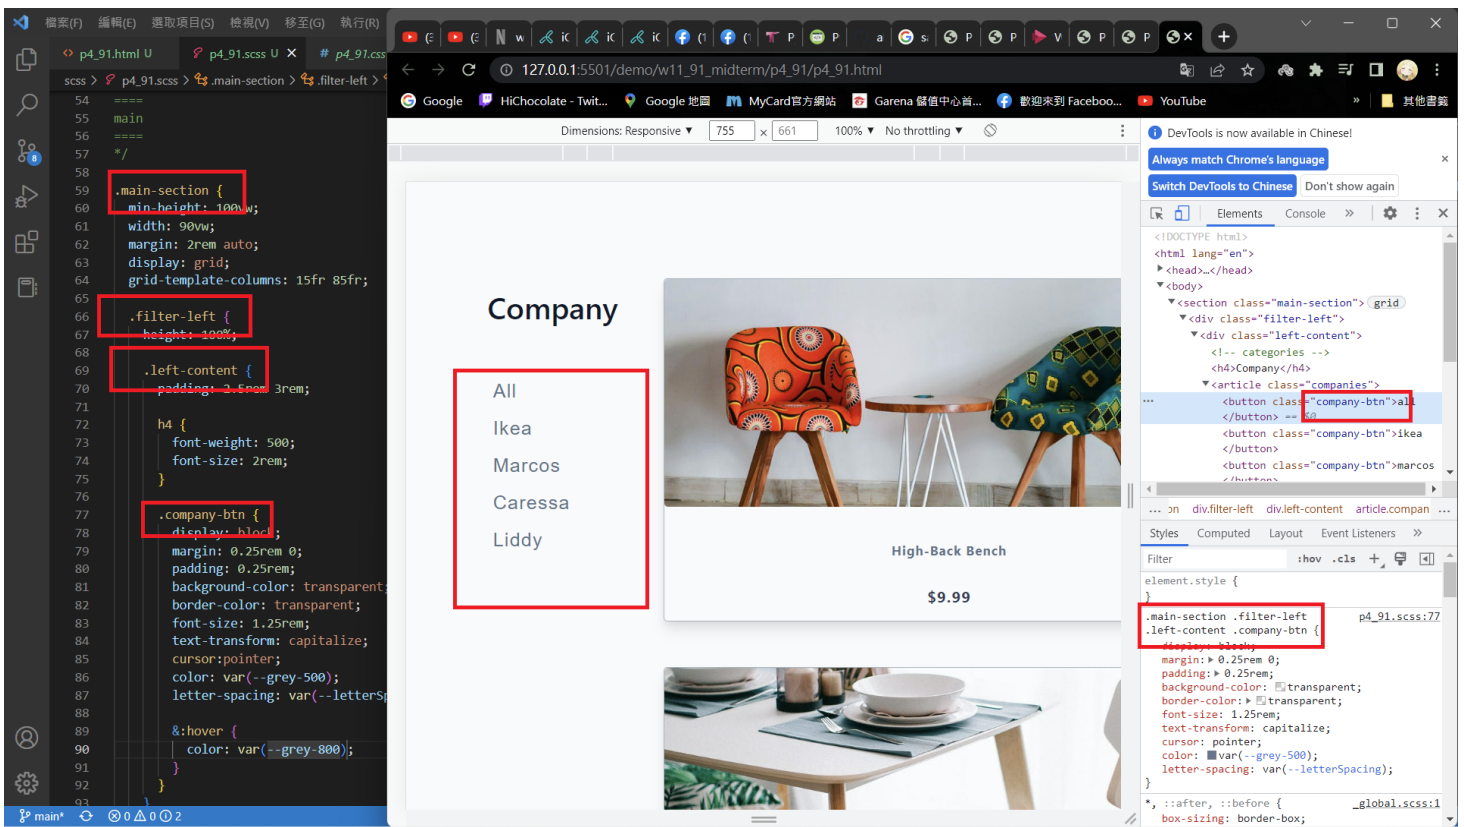 檔案(F) 編輯(E) 選取項目(S) 檢視(V) 移至(G) 執行(R)
p4_91.html U
p4_91.scss U
p4_91.css
scss > p4_91.scss > .main-section > .filter-left >
54 ====
55 main
56 ====
57 */
58
59 .main-section {
60 min-height: 100vw;
61 width: 90vw;
62 margin: 2rem auto;
63 display: grid;
64 grid-template-columns: 15fr 85fr;
65
66 .filter-left {
67 height: 100%;
68
69 .left-content {
70 padding: 2.5rem 3rem;
71
72 h4 {
73 font-weight: 500;
74 font-size: 2rem;
75 }
76
77 .company-btn {
78 display: block;
79 margin: 0.25rem 0;
80 padding: 0.25rem;
81 background-color: transparent;
82 border-color: transparent;
83 font-size: 1.25rem;
84 text-transform: capitalize;
85 cursor:pointer;
86 color: var(--grey-500);
87 letter-spacing: var(--letterSp
88
89 &:hover {
90 color: var(--grey-800);
91 }
92 }
93 }
8
main* 0 0 2
127.0.0.1:5501/demo/w11_91_midterm/p4_91/p4_91.html
Google HiChocolate - Twit... Google 地圖 MyCard官方網站 Garena 儲值中心首... 歡迎來到 Faceboo... YouTube » 其他書籤
Dimensions: Responsive ▼ 755 x 661 100% ▼ No throttling ▼
Company
All
Ikea
Marcos
Caressa
Liddy
High-Back Bench
$9.99
DevTools is now available in Chinese!
Always match Chrome's language
Switch DevTools to Chinese Don't show again
Elements Console »
<!DOCTYPE html>
<html lang="en">
<head>…</head>
<body>
<section class="main-section"> grid
<div class="filter-left">
<div class="left-content">
<!-- categories -->
<h4>Company</h4>
<article class="companies">
<button class="company-btn">all
</button> == $0
<button class="company-btn">ikea
</button>
<button class="company-btn">marcos
</button>
... on div.filter-left div.left-content article.compan ...
Styles Computed Layout Event Listeners »
Filter :hov .cls +
element.style {
}
.main-section .filter-left p4_91.scss:77
.left-content .company-btn {
display: block;
margin: 0.25rem 0;
padding: 0.25rem;
background-color: transparent;
border-color: transparent;
font-size: 1.25rem;
text-transform: capitalize;
cursor: pointer;
color: var(--grey-500);
letter-spacing: var(--letterSpacing);
}
*, ::after, ::before { _global.scss:1
box-sizing: border-box;